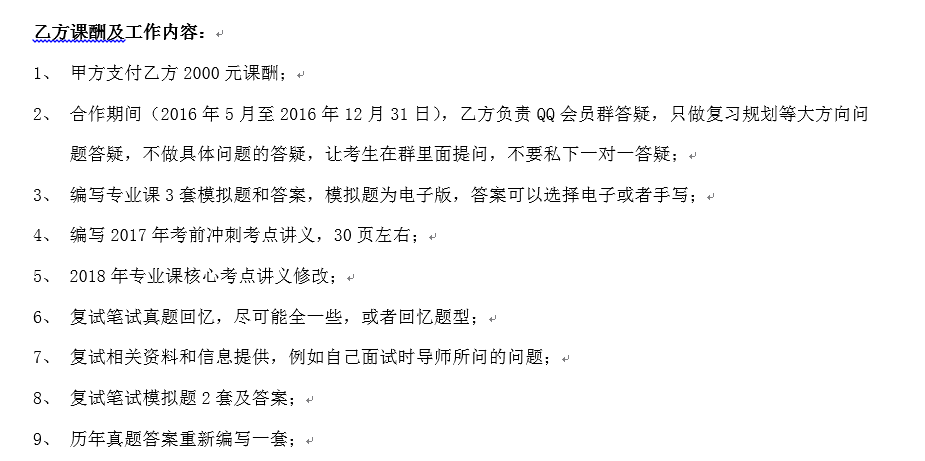 乙方课酬及工作内容：
1、 甲方支付乙方 2000 元课酬；
2、 合作期间（2016 年 5 月至 2016 年 12 月 31 日），乙方负责 QQ 会员群答疑，只做复习规划等大方向问
题答疑，不做具体问题的答疑，让考生在群里面提问，不要私下一对一答疑；
3、 编写专业课 3 套模拟题和答案，模拟题为电子版，答案可以选择电子或者手写；
4、 编写 2017 年考前冲刺考点讲义，30 页左右；
5、 2018 年专业课核心考点讲义修改；
6、 复试笔试真题回忆，尽可能全一些，或者回忆题型；
7、 复试相关资料和信息提供，例如自己面试时导师所问的问题；
8、 复试笔试模拟题 2 套及答案；
9、 历年真题答案重新编写一套；